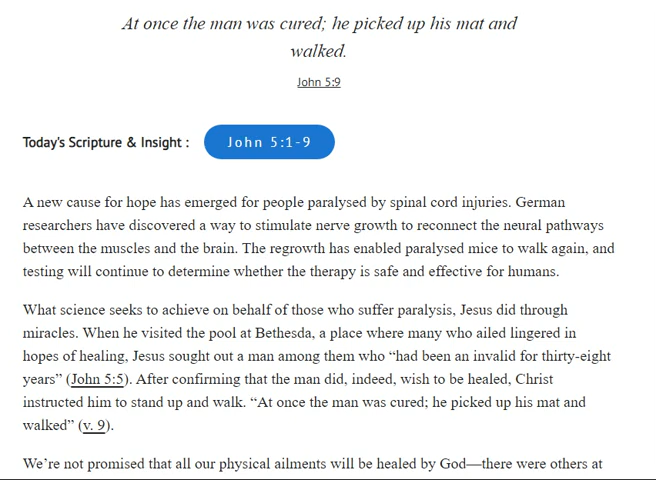 At once the man was cured; he picked up his mat and
walked.
John 5:9
Today's Scripture & Insight :
John 5:1-9
A new cause for hope has emerged for people paralysed by spinal cord injuries. German
researchers have discovered a way to stimulate nerve growth to reconnect the neural pathways
between the muscles and the brain. The regrowth has enabled paralysed mice to walk again, and
testing will continue to determine whether the therapy is safe and effective for humans.
What science seeks to achieve on behalf of those who suffer paralysis, Jesus did through
miracles. When he visited the pool at Bethesda, a place where many who ailed lingered in
hopes of healing, Jesus sought out a man among them who “had been an invalid for thirty-eight
years” (John 5:5). After confirming that the man did, indeed, wish to be healed, Christ
instructed him to stand up and walk. “At once the man was cured; he picked up his mat and
walked” (v. 9).
We’re not promised that all our physical ailments will be healed by God—there were others at